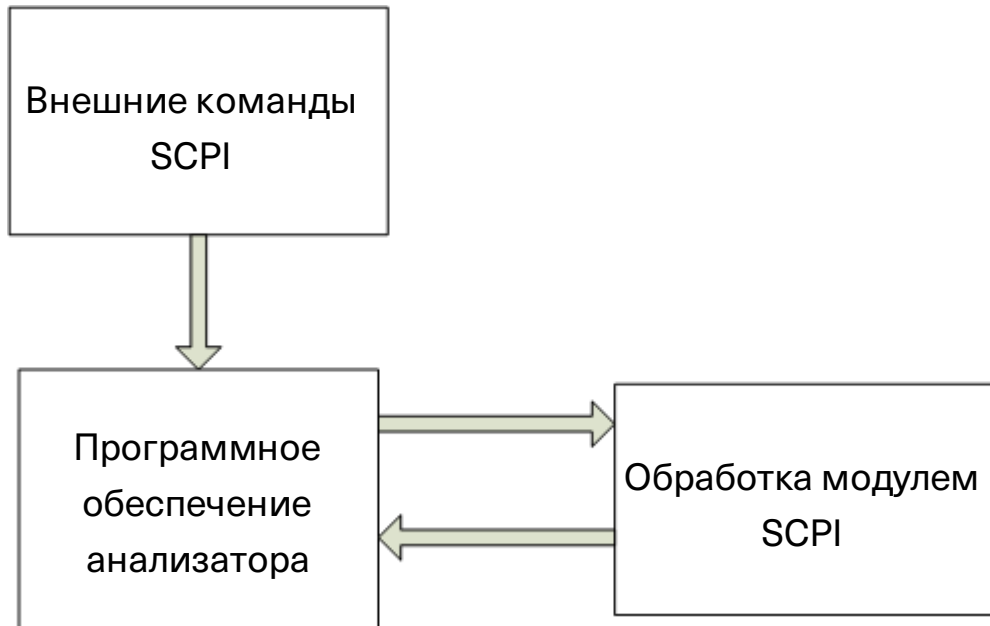 Внешние команды
SCPI
Программное
обеспечение
анализатора
Обработка модулем
SCPI